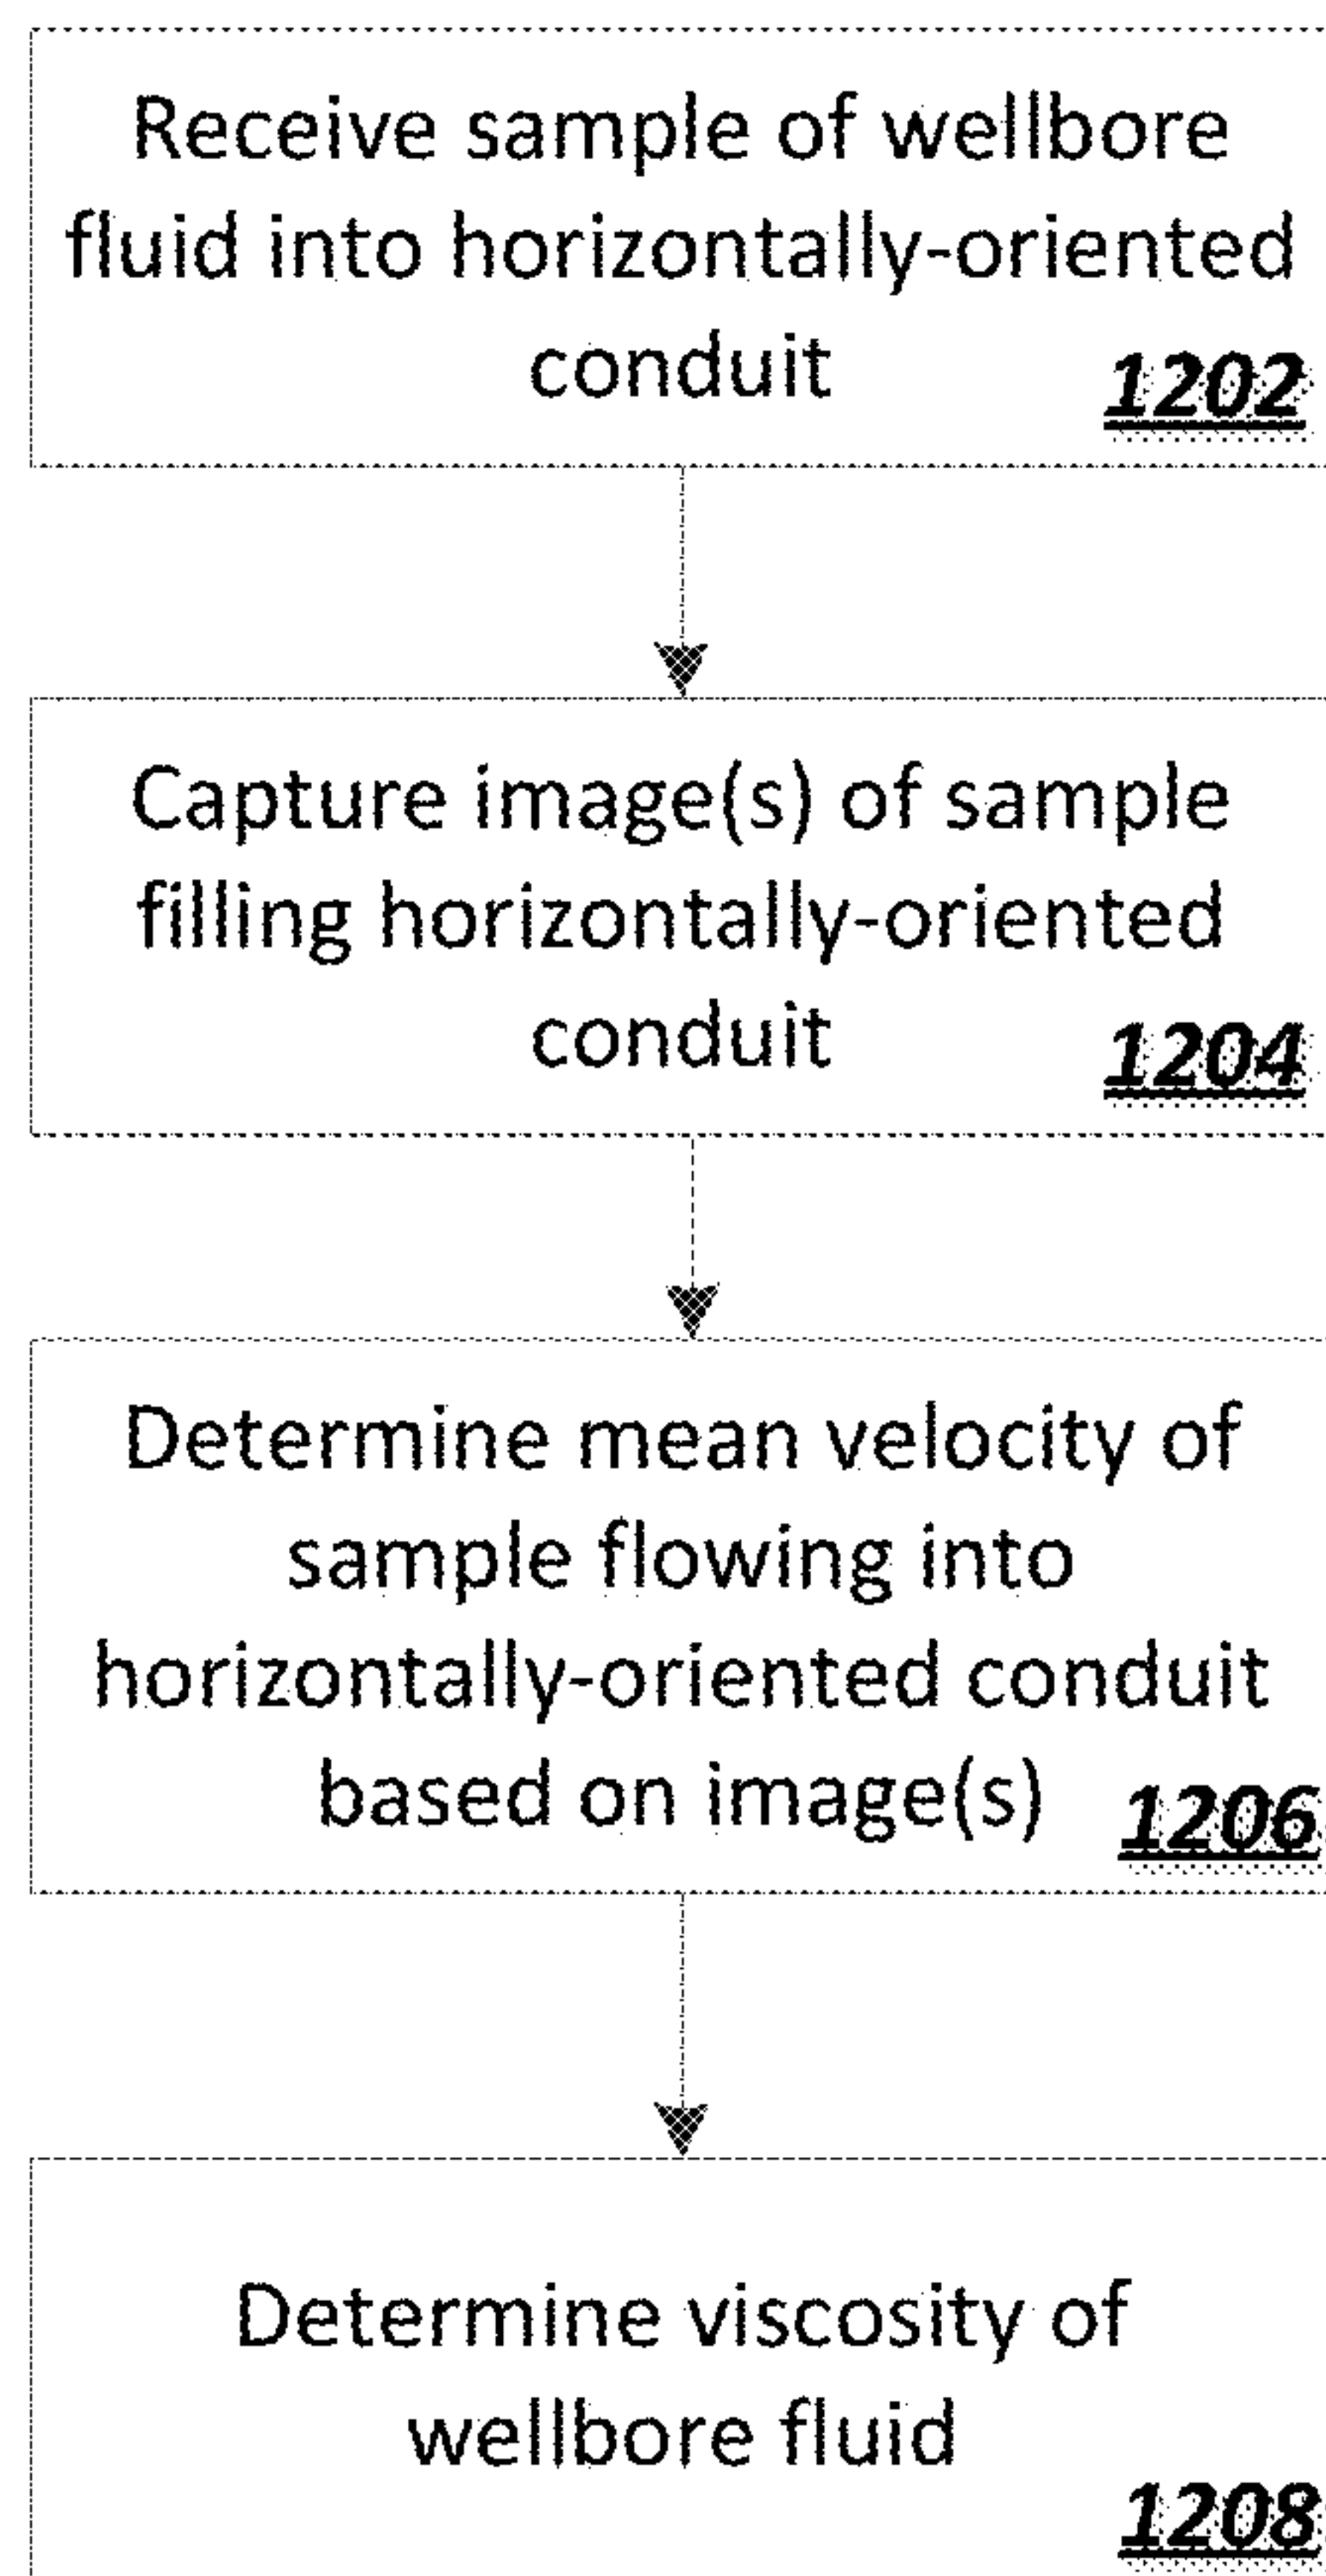 Receive sample of wellbore
fluid into horizontally-oriented
conduit
1202
Capture image(s) of sample
filling horizontally-oriented
conduit
1204
Determine mean velocity of
sample flowing into
horizontally-oriented conduit
based on image(s)
1206
Determine viscosity of
wellbore fluid
1208